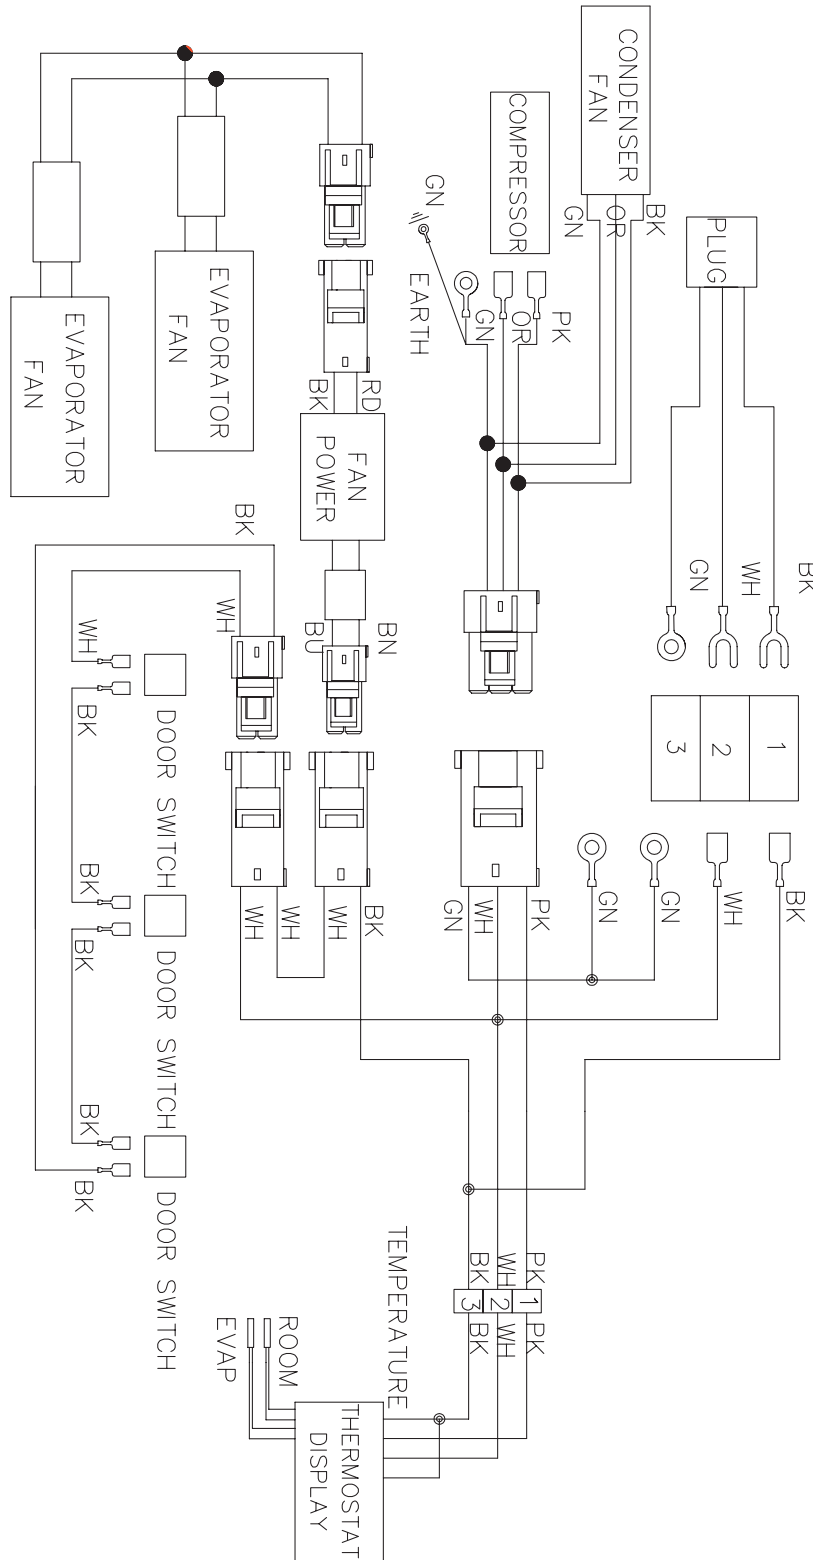 CONDENSER
FAN
BK
OR
GN
COMPRESSOR
PK
OR
GN
GN
EARTH
PLUG
BK
WH
GN
1
2
3
EVAPORATOR
FAN
EVAPORATOR
FAN
RD
BK
FAN
POWER
BN
BU
BK
WH
WH
BK
DOOR SWITCH
BK
BK
DOOR SWITCH
BK
BK
DOOR SWITCH
WH
WH
WH
BK
GN
WH
PK
GN
GN
WH
BK
PK
WH
BK
1
2
3
PK
WH
BK
TEMPERATURE
ROOM
EVAP
THERMOSTAT
DISPLAY